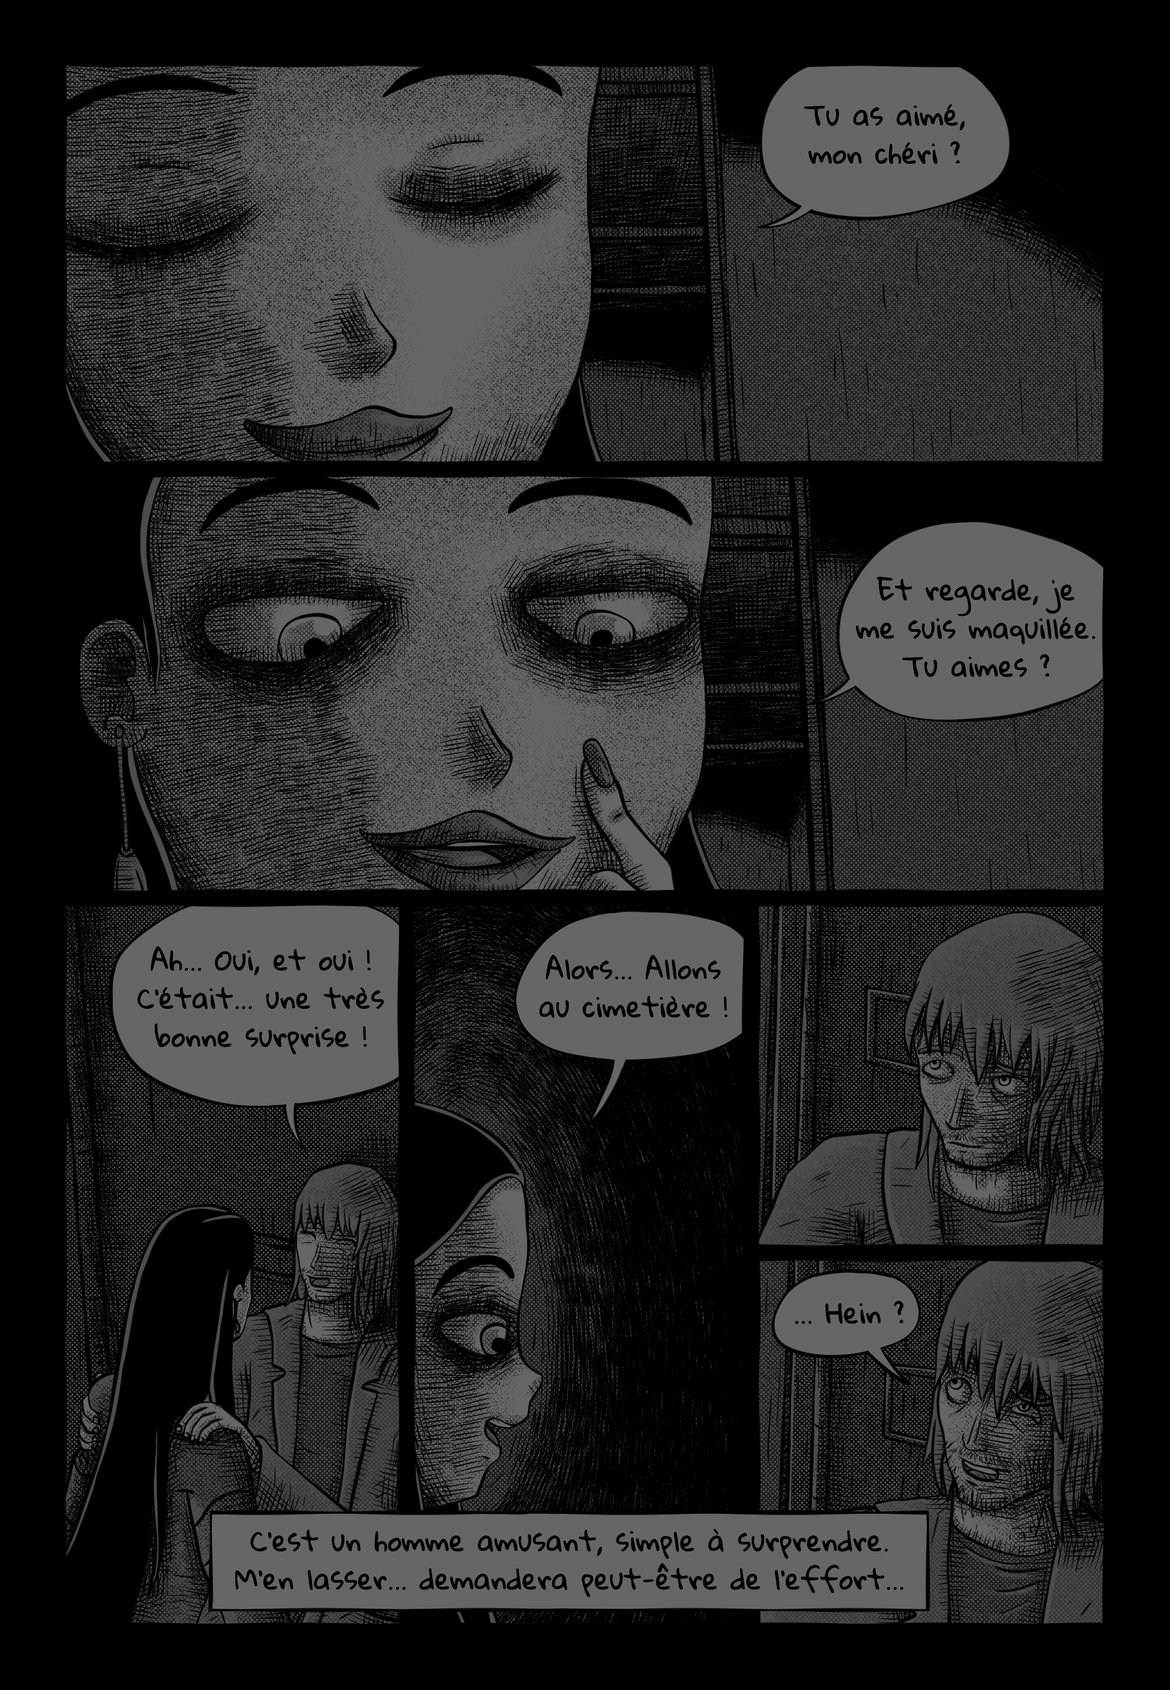 Tu as aimé,
mon chéri ?
Et regarde, je
me suis maquillée.
Tu aimes ?
Ah... Oui, et oui !
C'était... une très
bonne surprise !
Alors... Allons
au cimetière !
... Hein ?
C'est un homme amusant, simple à surprendre.
M'en lasser... demandera peut-être de l'effort...